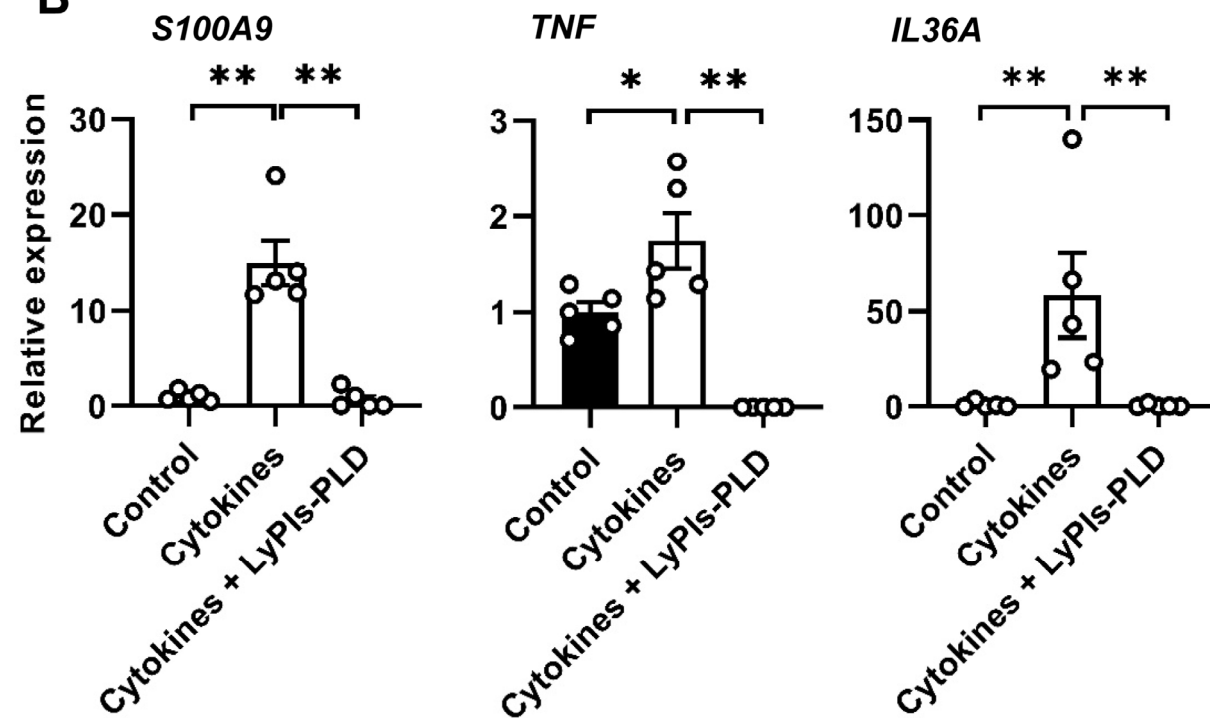 B
S100A9
TNF
IL36A
** **
* **
** **
Relative expression
30
20
10
0
3
2
1
0
150
100
50
0
Control
Cytokines
Cytokines + LyPls-PLD
Control
Cytokines
Cytokines + LyPls-PLD
Control
Cytokines
Cytokines + LyPls-PLD